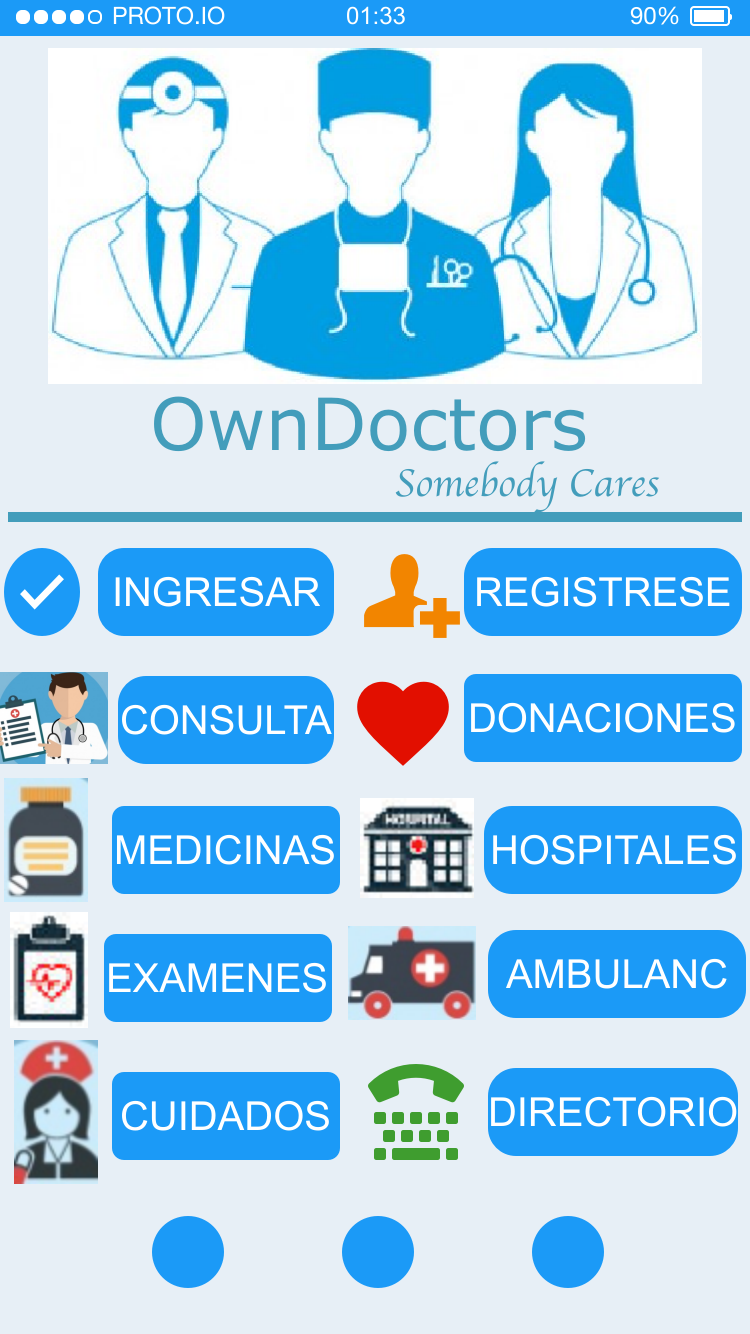 PROTO.IO 01:33 90%
OwnDoctors
Somebody Cares
INGRESAR REGISTRESE
CONSULTA DONACIONES
MEDICINAS HOSPITAL HOSPITALES
EXAMENES AMBULANC
CUIDADOS DIRECTORIO